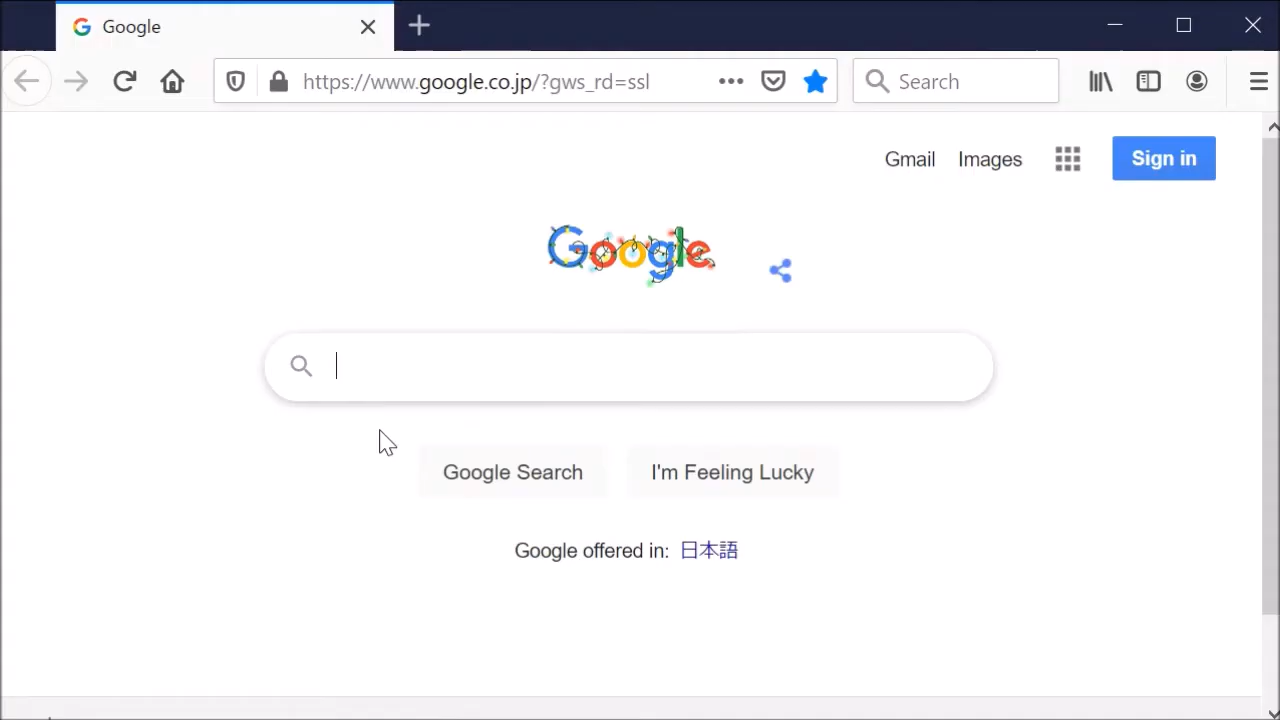 Google
https://www.google.co.jp/?gws_rd=ssl
Search
Gmail Images Sign in
Google
Google Search I'm Feeling Lucky
Google offered in: 日本語